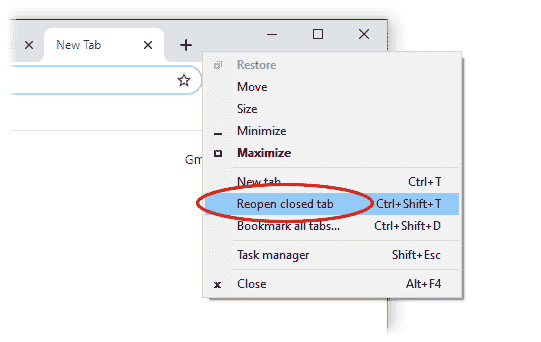 New Tab
Restore
Move
Size
Minimize
Maximize
Gm
New tab Ctrl+T
Reopen closed tab Ctrl+Shift+T
Bookmark all tabs... Ctrl+Shift+D
Task manager Shift+Esc
Close Alt+F4